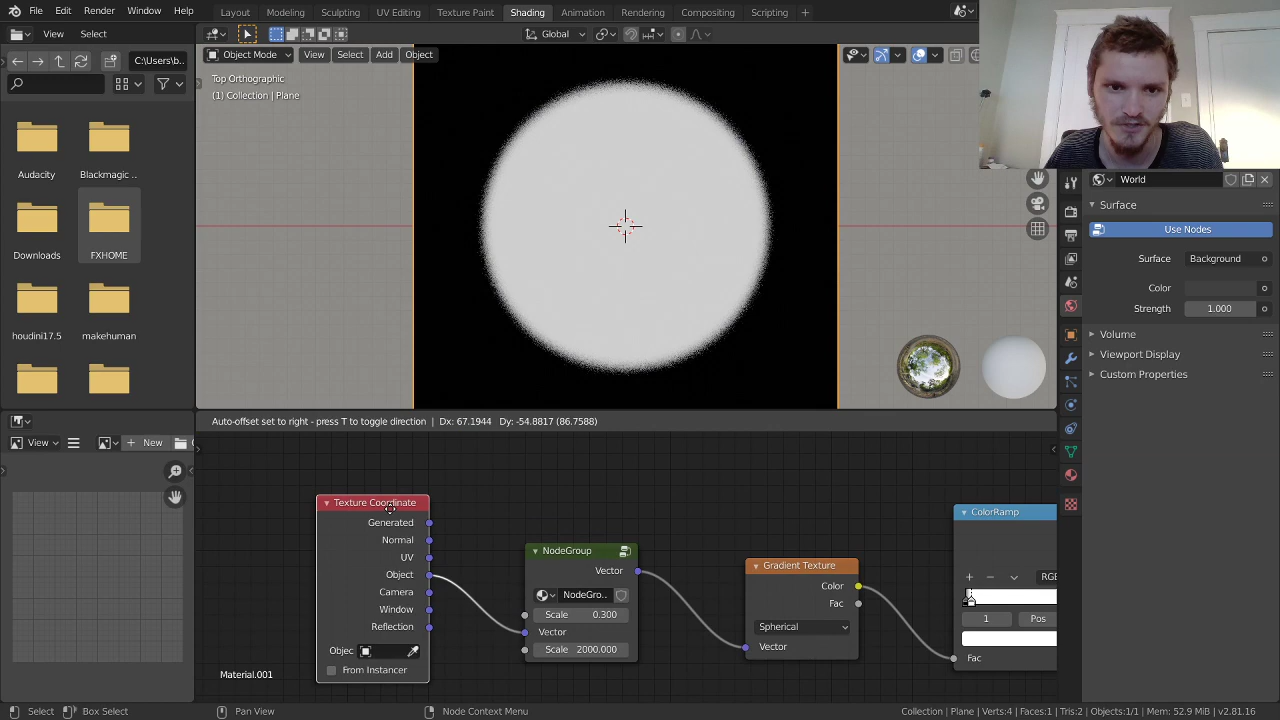 File Edit Render Window Help
Layout Modeling Sculpting UV Editing Texture Paint Shading Animation Rendering Compositing Scripting
View Select
Global
Object Mode View Select Add Object
C:\Users\b..
Top Orthographic
(1) Collection | Plane
Audacity Blackmagic ...
Downloads FXHOME
houdini17.5 makehuman
World
Surface
Use Nodes
Surface Background
Color
Strength 1.000
Volume
Viewport Display
Custom Properties
Auto-offset set to right - press T to toggle direction | Dx: 67.1944 Dy: -54.8817 (86.7588)
View New
Texture Coordinate
Generated
Normal
UV
Object
Camera
Window
Reflection
Objec
From Instancer
NodeGroup
Vector
NodeGro..
Scale 0.300
Vector
Scale 2000.000
Gradient Texture
Color
Fac
Spherical
Vector
ColorRamp
RGE
1 Pos
Fac
Material.001
Select Box Select Pan View Node Context Menu Collection | Plane | Verts:4 | Faces:1 | Tris:2 | Objects:1/1 | Mem: 52.9 MiB | v2.81.16